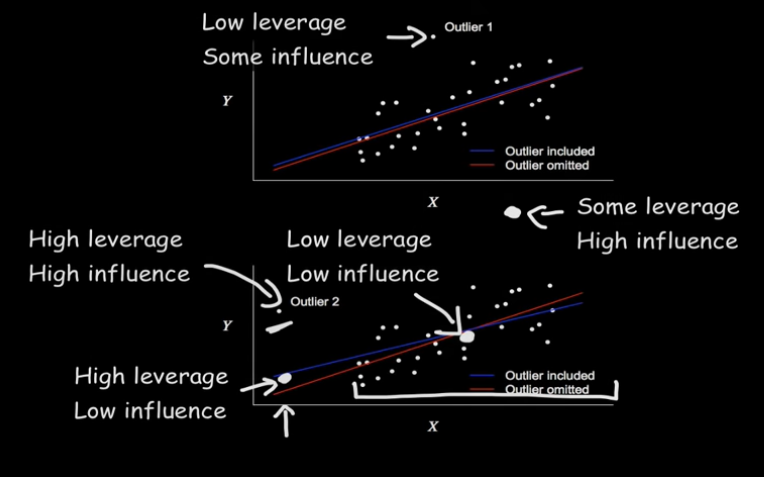 Low leverage
Some influence
Outlier 1
Y
Outlier included
Outlier omitted
X
Some leverage
High influence
High leverage
High influence
Low leverage
Low influence
Outlier 2
Y
High leverage
Low influence
Outlier included
Outlier omitted
X